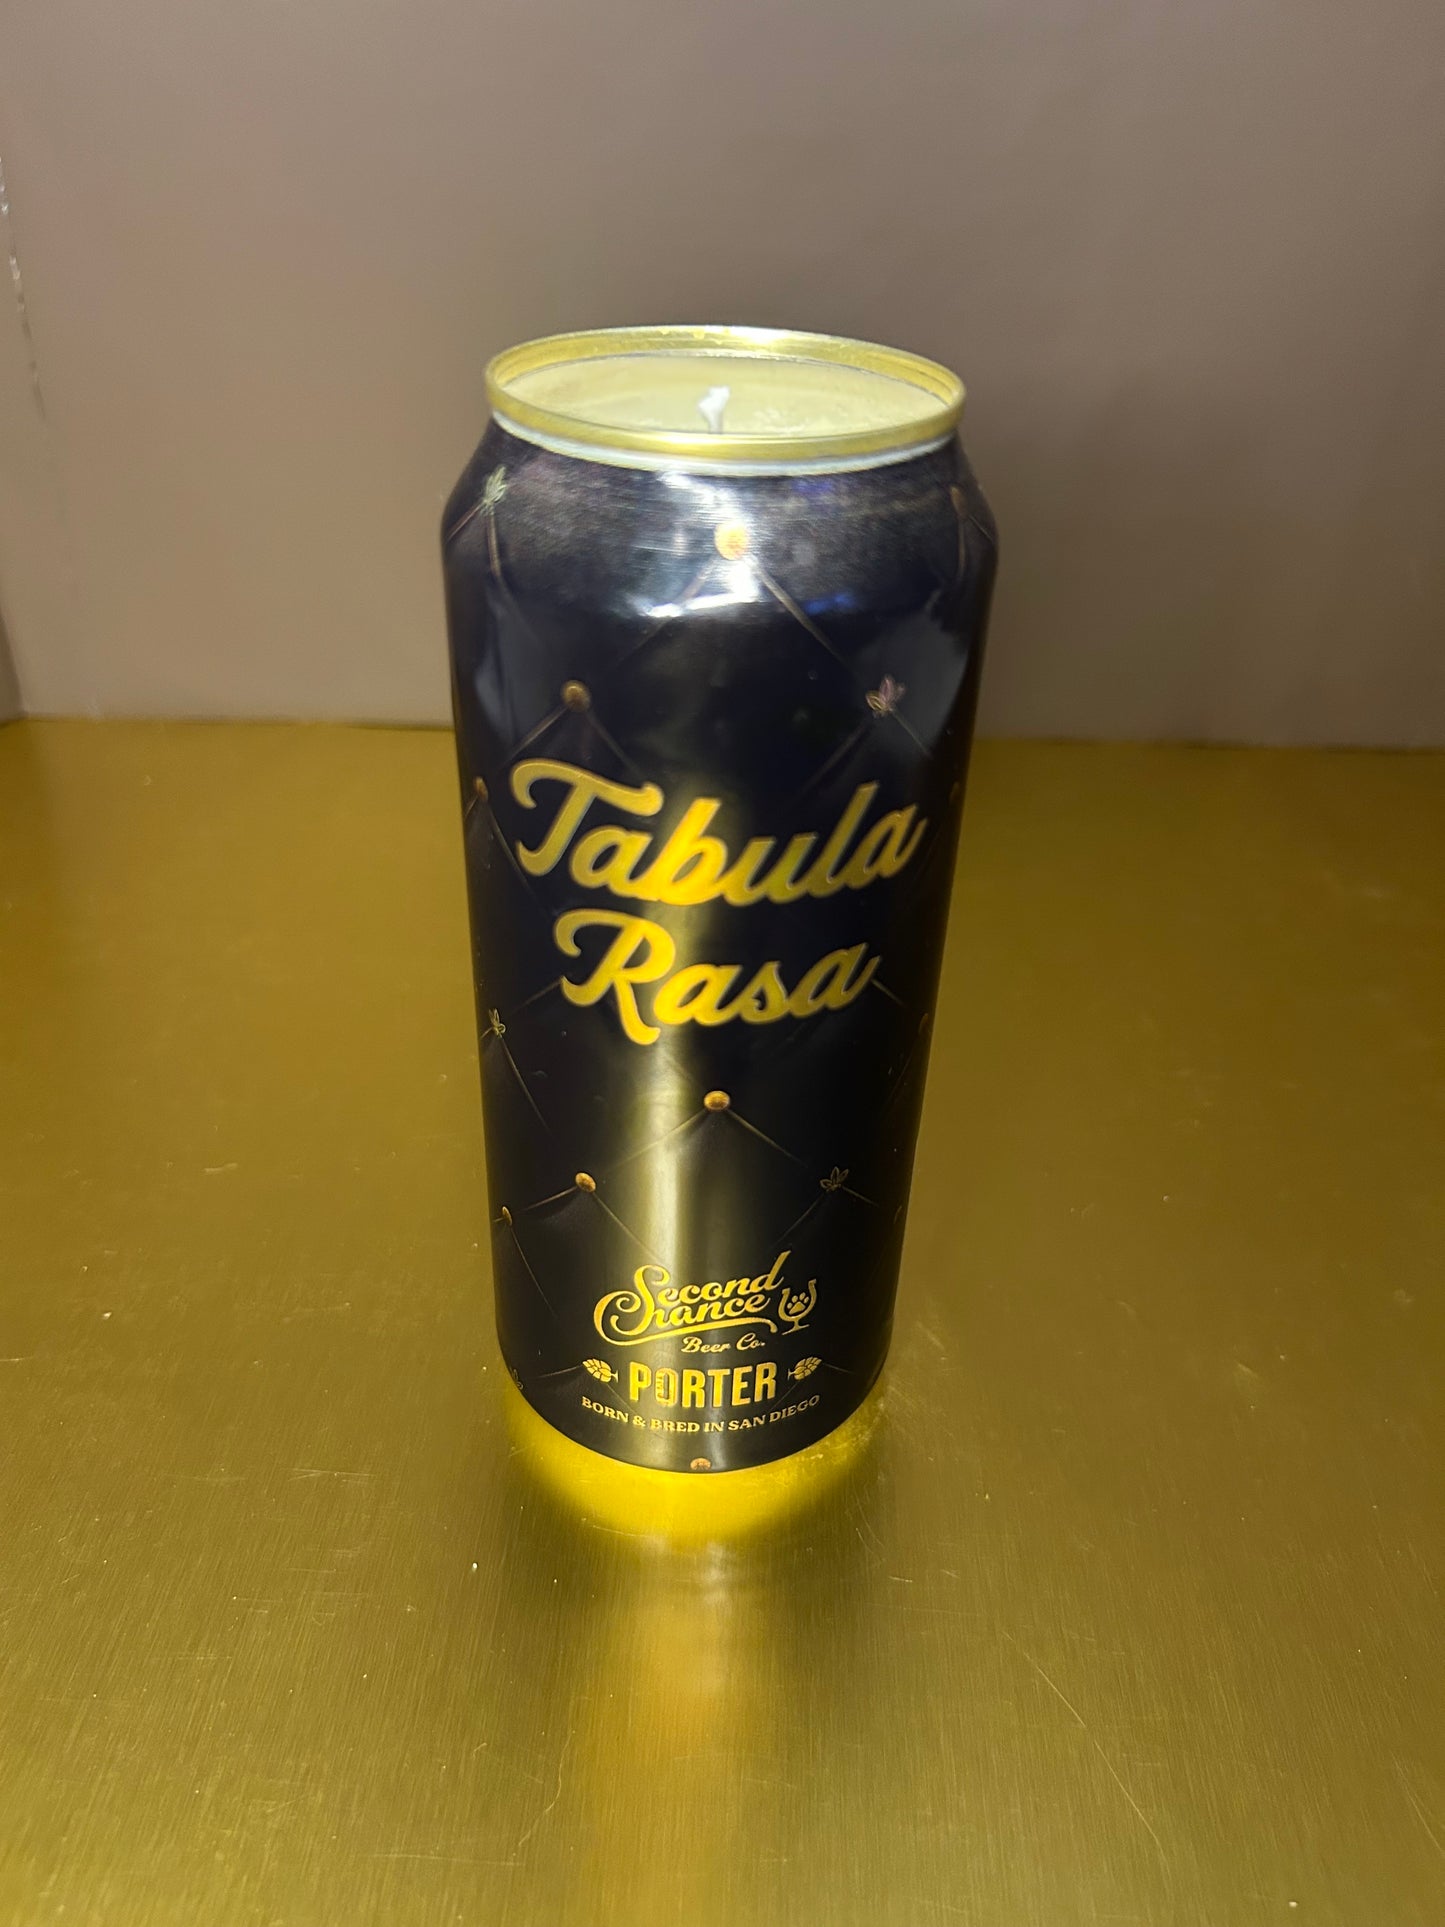 Tabula
Rasa
Second
Chance
Beer Co.
PORTER
BORN & BRED IN SAN DIEGO